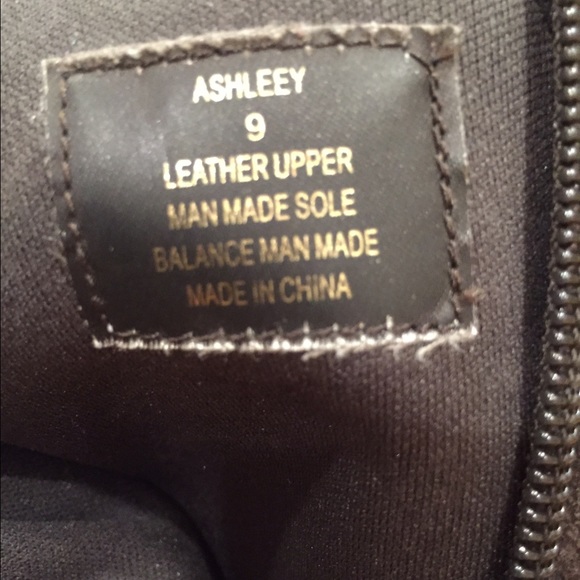 ASHLEEY
9
LEATHER UPPER
MAN MADE SOLE
BALANCE MAN MADE
MADE IN CHINA